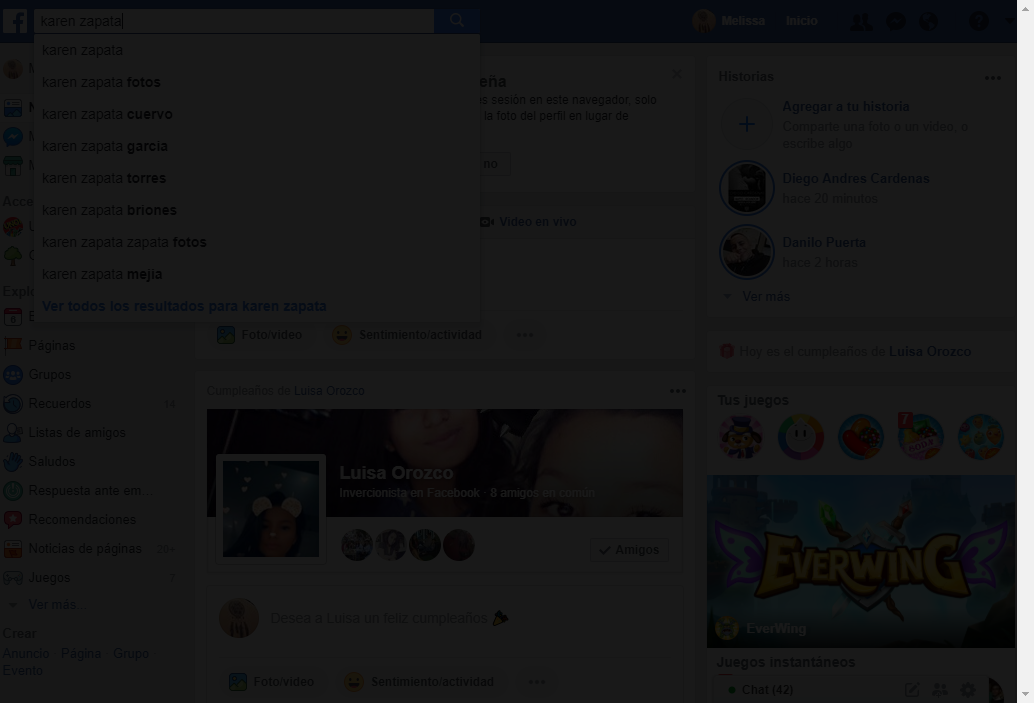 karen zapata
Melissa
Inicio
karen zapata
karen zapata fotos
karen zapata cuervo
karen zapata garcia
karen zapata torres
karen zapata briones
karen zapata zapata fotos
karen zapata mejia
Ver todos los resultados para karen zapata
eña
es sesión en este navegador, solo
la foto del perfil en lugar de
no
Video en vivo
Foto/video
Sentimiento/actividad
Páginas
Grupos
Recuerdos 14
Listas de amigos
Saludos
Respuesta ante em...
Recomendaciones
Noticias de páginas 20+
Juegos 7
Ver más...
Crear
Anuncio Página Grupo
Evento
Cumpleaños de Luisa Orozco
Luisa Orozco
Invercionista en Facebook · 8 amigos en común
Amigos
Desea a Luisa un feliz cumpleaños
Foto/video
Sentimiento/actividad
Historias
Agregar a tu historia
Comparte una foto o un video, o
escribe algo
Diego Andres Cardenas
hace 28 minutos
Danilo Puerta
hace 2 horas
Ver más
Hoy es el cumpleaños de Luisa Orozco
Tus juegos
7
EVERWING
EverWing
Juegos instantáneos
Chat (42)